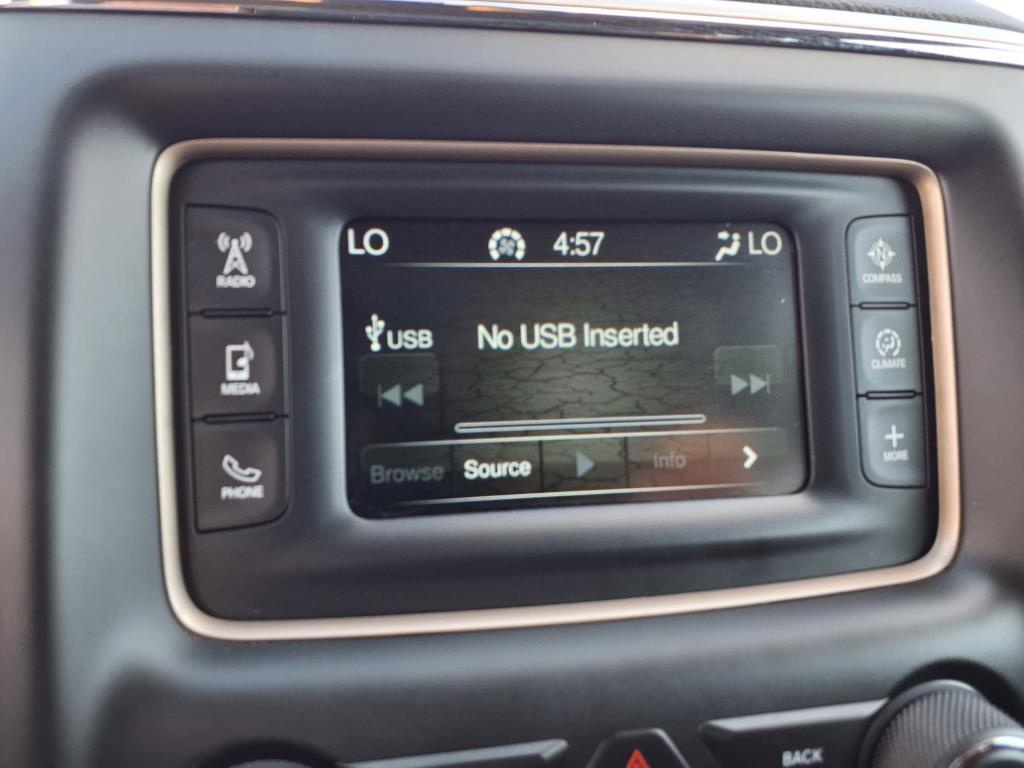 LO 4:57 LO
USB No USB Inserted
Browse Source Info
RADIO
MEDIA
PHONE
N
COMPASS
CLIMATE
MORE
BACK